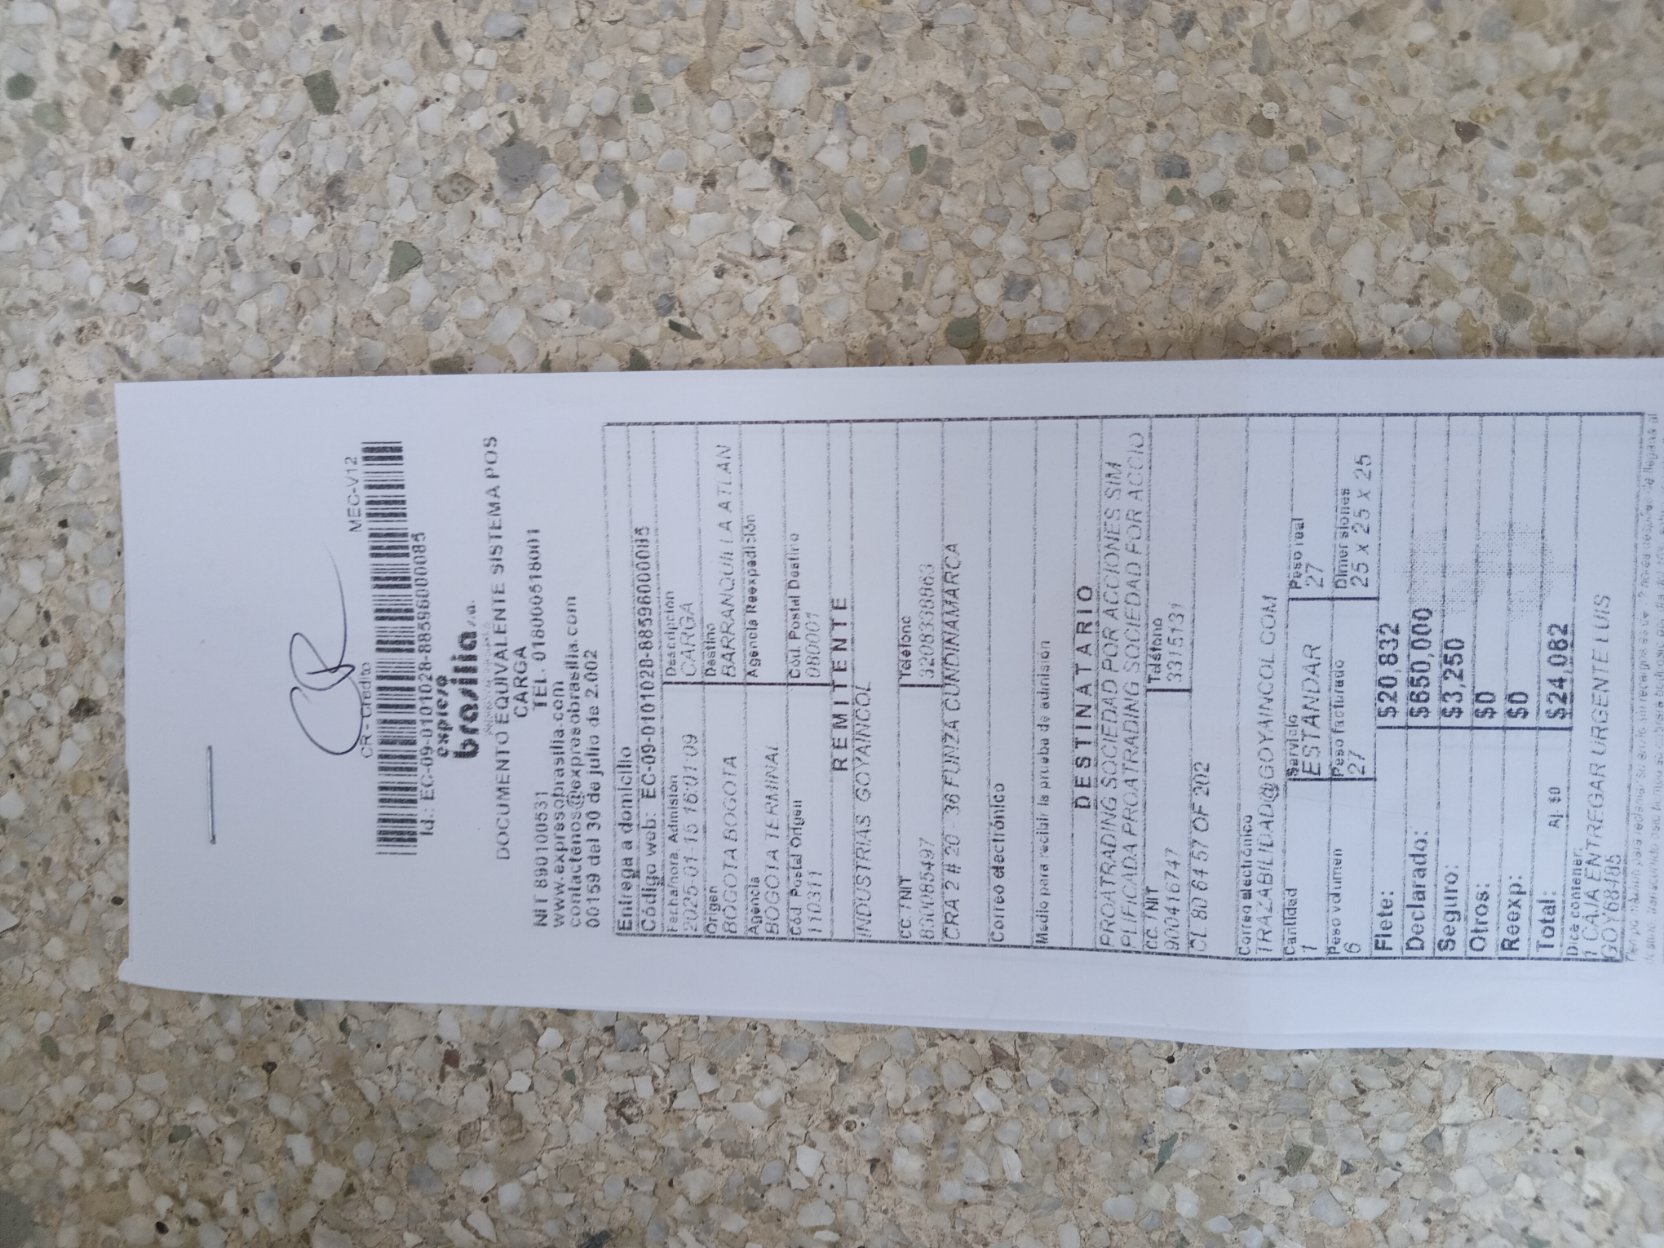 CR
CR - Crédito
MEC-V12
Id.: EC-09-0101028-8859600000085
expreso
brasilia s.a.
DOCUMENTO EQUIVALENTE SISTEMA POS
CARGA
NIT 890100531 TEL. 018000518001
www.expresobrasilia.com
contactenos@expresobrasilia.com
00159 del 30 de julio de 2.002
Entrega a domicilio
Código web: EC-09-0101028-8859600000085
Fecha/hora Admisión Descripción
2025-01-15 16:01:09 CARGA
Origen Destino
BOGOTA BOGOTA BARRANQUILLA ATLAN
Agencia Agencia Reexpedición
BOGOTA TERMINAL
Cód. Postal Origen Cód. Postal Destino
110311 080001
REMITENTE
INDUSTRIAS GOYAINCOL
CC. / NIT Teléfono
830085497 3208338863
CRA 2 # 20 36 FUNZA CUNDINAMARCA
Correo electrónico
Medio para recibir la prueba de admisión
DESTINATARIO
PROATRADING SOCIEDAD POR ACCIONES SIM
PLIFICADA PROATRADING SOCIEDAD POR ACCIO
CC. / NIT Teléfono
900416747 3315131
CL 80 64 57 OF 202
Correo electrónico
TRAZABILIDAD@GOYAINCOL.COM
Cantidad Servicio Peso real
1 ESTANDAR 27
Peso volumen Peso facturado Dimensiones
6 27 25 x 25 x 25
Flete: $20,832
Declarado: $650,000
Seguro: $3,250
Otros: $0
Reexp: $0
Total: Aj. $0 $24,082
Dice contener:
1 CAJA ENTREGAR URGENTE LUIS
GOY68485